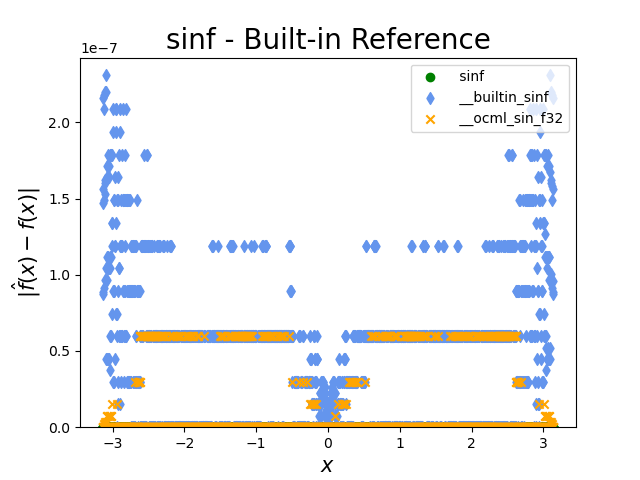 sinf - Built-in Reference
1e−7
sinf
__builtin_sinf
__ocml_sin_f32
2.0
1.5
1.0
0.5
0.0
|f̂(x) − f(x)|
−3 −2 −1 0 1 2 3
x